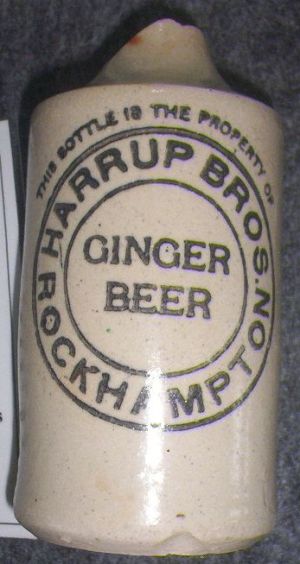 THIS BOTTLE IS THE PROPERTY OF
HARRUP BROS.
GINGER
BEER
ROCKHAMPTON